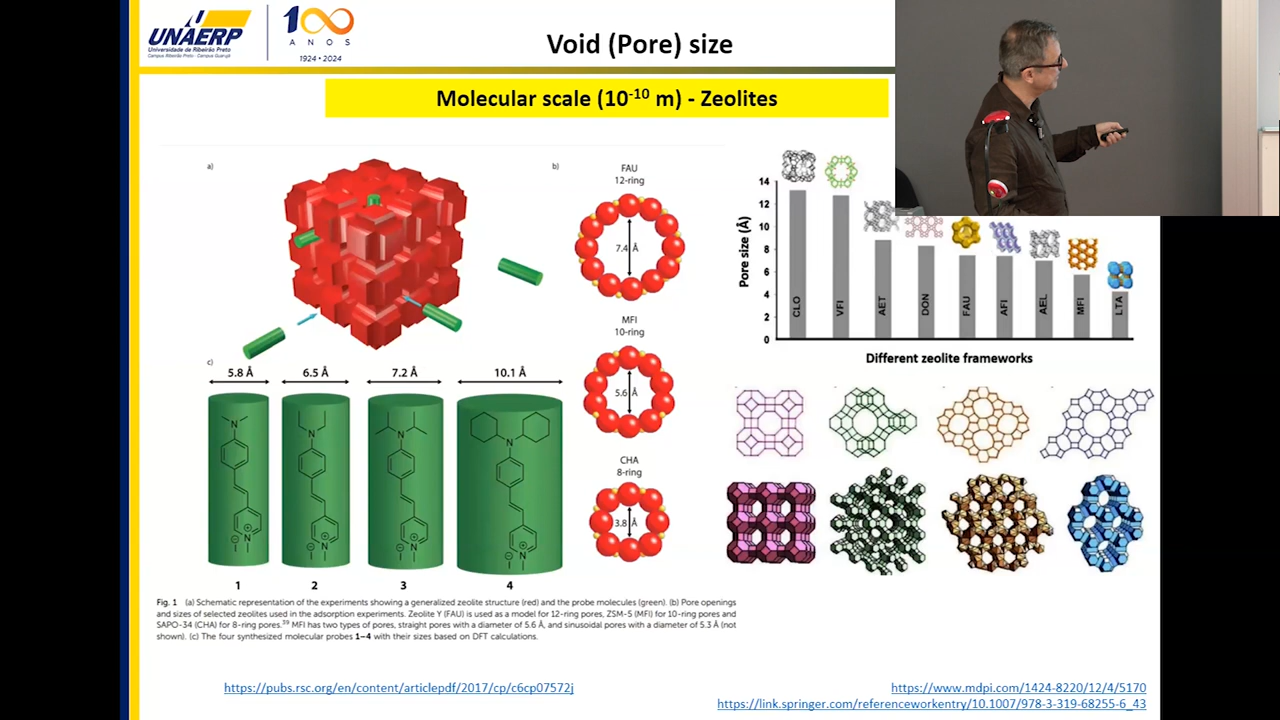 UNAERP
Universidade de Ribeirão Preto
Campus Ribeirão Preto - Campus Guarujá
100
ANOS
1924 • 2024
Void (Pore) size
Molecular scale (10-10 m) - Zeolites
a)
b)
FAU
12-ring
7.4 Å
MFI
10-ring
5.6 Å
CHA
8-ring
3.8 Å
c)
5.8 Å
6.5 Å
7.2 Å
10.1 Å
N
N
N
N
N
N
N
N
1
2
3
4
Fig. 1 (a) Schematic representation of the experiments showing a generalized zeolite structure (red) and the probe molecules (green). (b) Pore openings
and sizes of selected zeolites used in the adsorption experiments. Zeolite Y (FAU) is used as a model for 12-ring pores, ZSM-5 (MFI) for 10-ring pores and
SAPO-34 (CHA) for 8-ring pores.39 MFI has two types of pores, straight pores with a diameter of 5.6 Å, and sinusoidal pores with a diameter of 5.3 Å (not
shown). (c) The four synthesized molecular probes 1–4 with their sizes based on DFT calculations.
Pore size (Å)
14
12
10
8
6
4
2
0
CLO
VFI
AET
DON
FAU
AFI
AEL
MFI
LTA
Different zeolite frameworks
https://pubs.rsc.org/en/content/articlepdf/2017/cp/c6cp07572j
https://www.mdpi.com/1424-8220/12/4/5170
https://link.springer.com/referenceworkentry/10.1007/978-3-319-68255-6_43